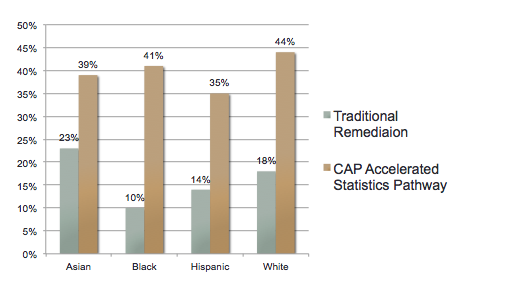 50%
45%
40%
35%
30%
25%
20%
15%
10%
5%
0%
23%
39%
10%
41%
14%
35%
18%
44%
Asian
Black
Hispanic
White
Traditional
Remediaion
CAP Accelerated
Statistics Pathway